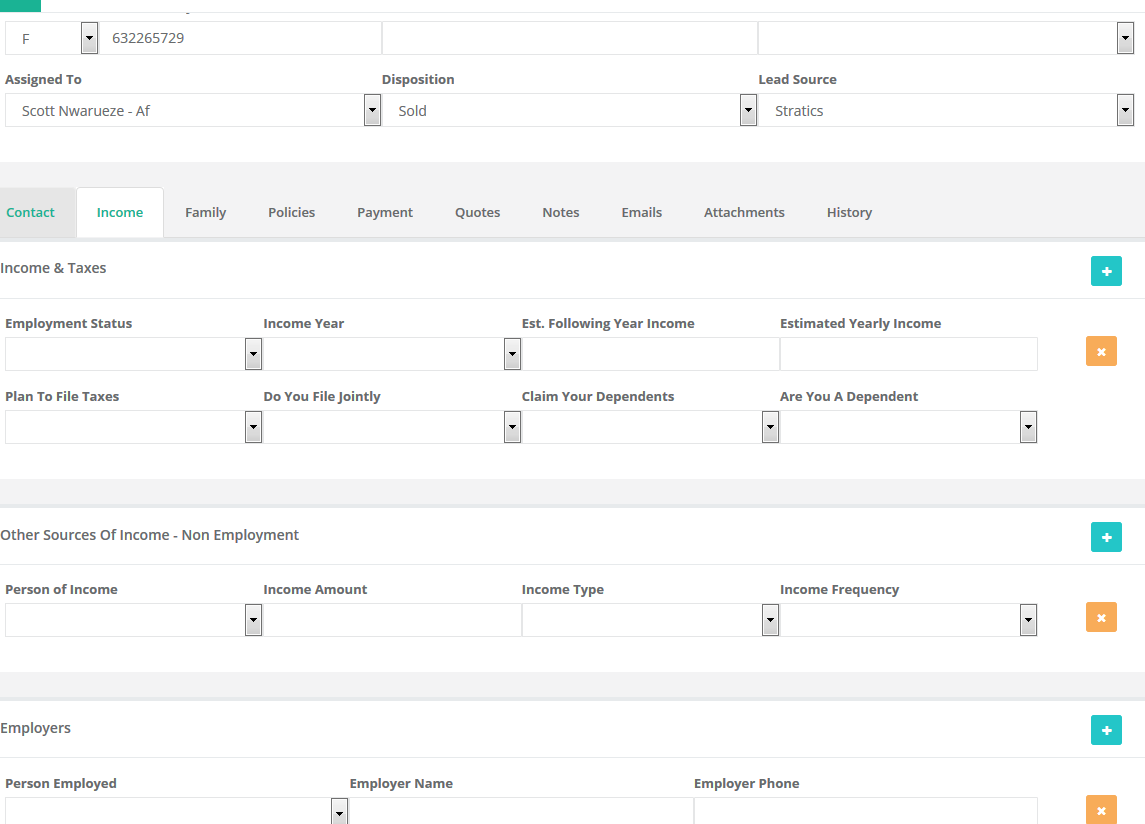 F 632265729
Assigned To Disposition Lead Source
Scott Nwarueze - Af Sold Stratics
Contact Income Family Policies Payment Quotes Notes Emails Attachments History
Income & Taxes
Employment Status Income Year Est. Following Year Income Estimated Yearly Income
Plan To File Taxes Do You File Jointly Claim Your Dependents Are You A Dependent
Other Sources Of Income - Non Employment
Person of Income Income Amount Income Type Income Frequency
Employers
Person Employed Employer Name Employer Phone